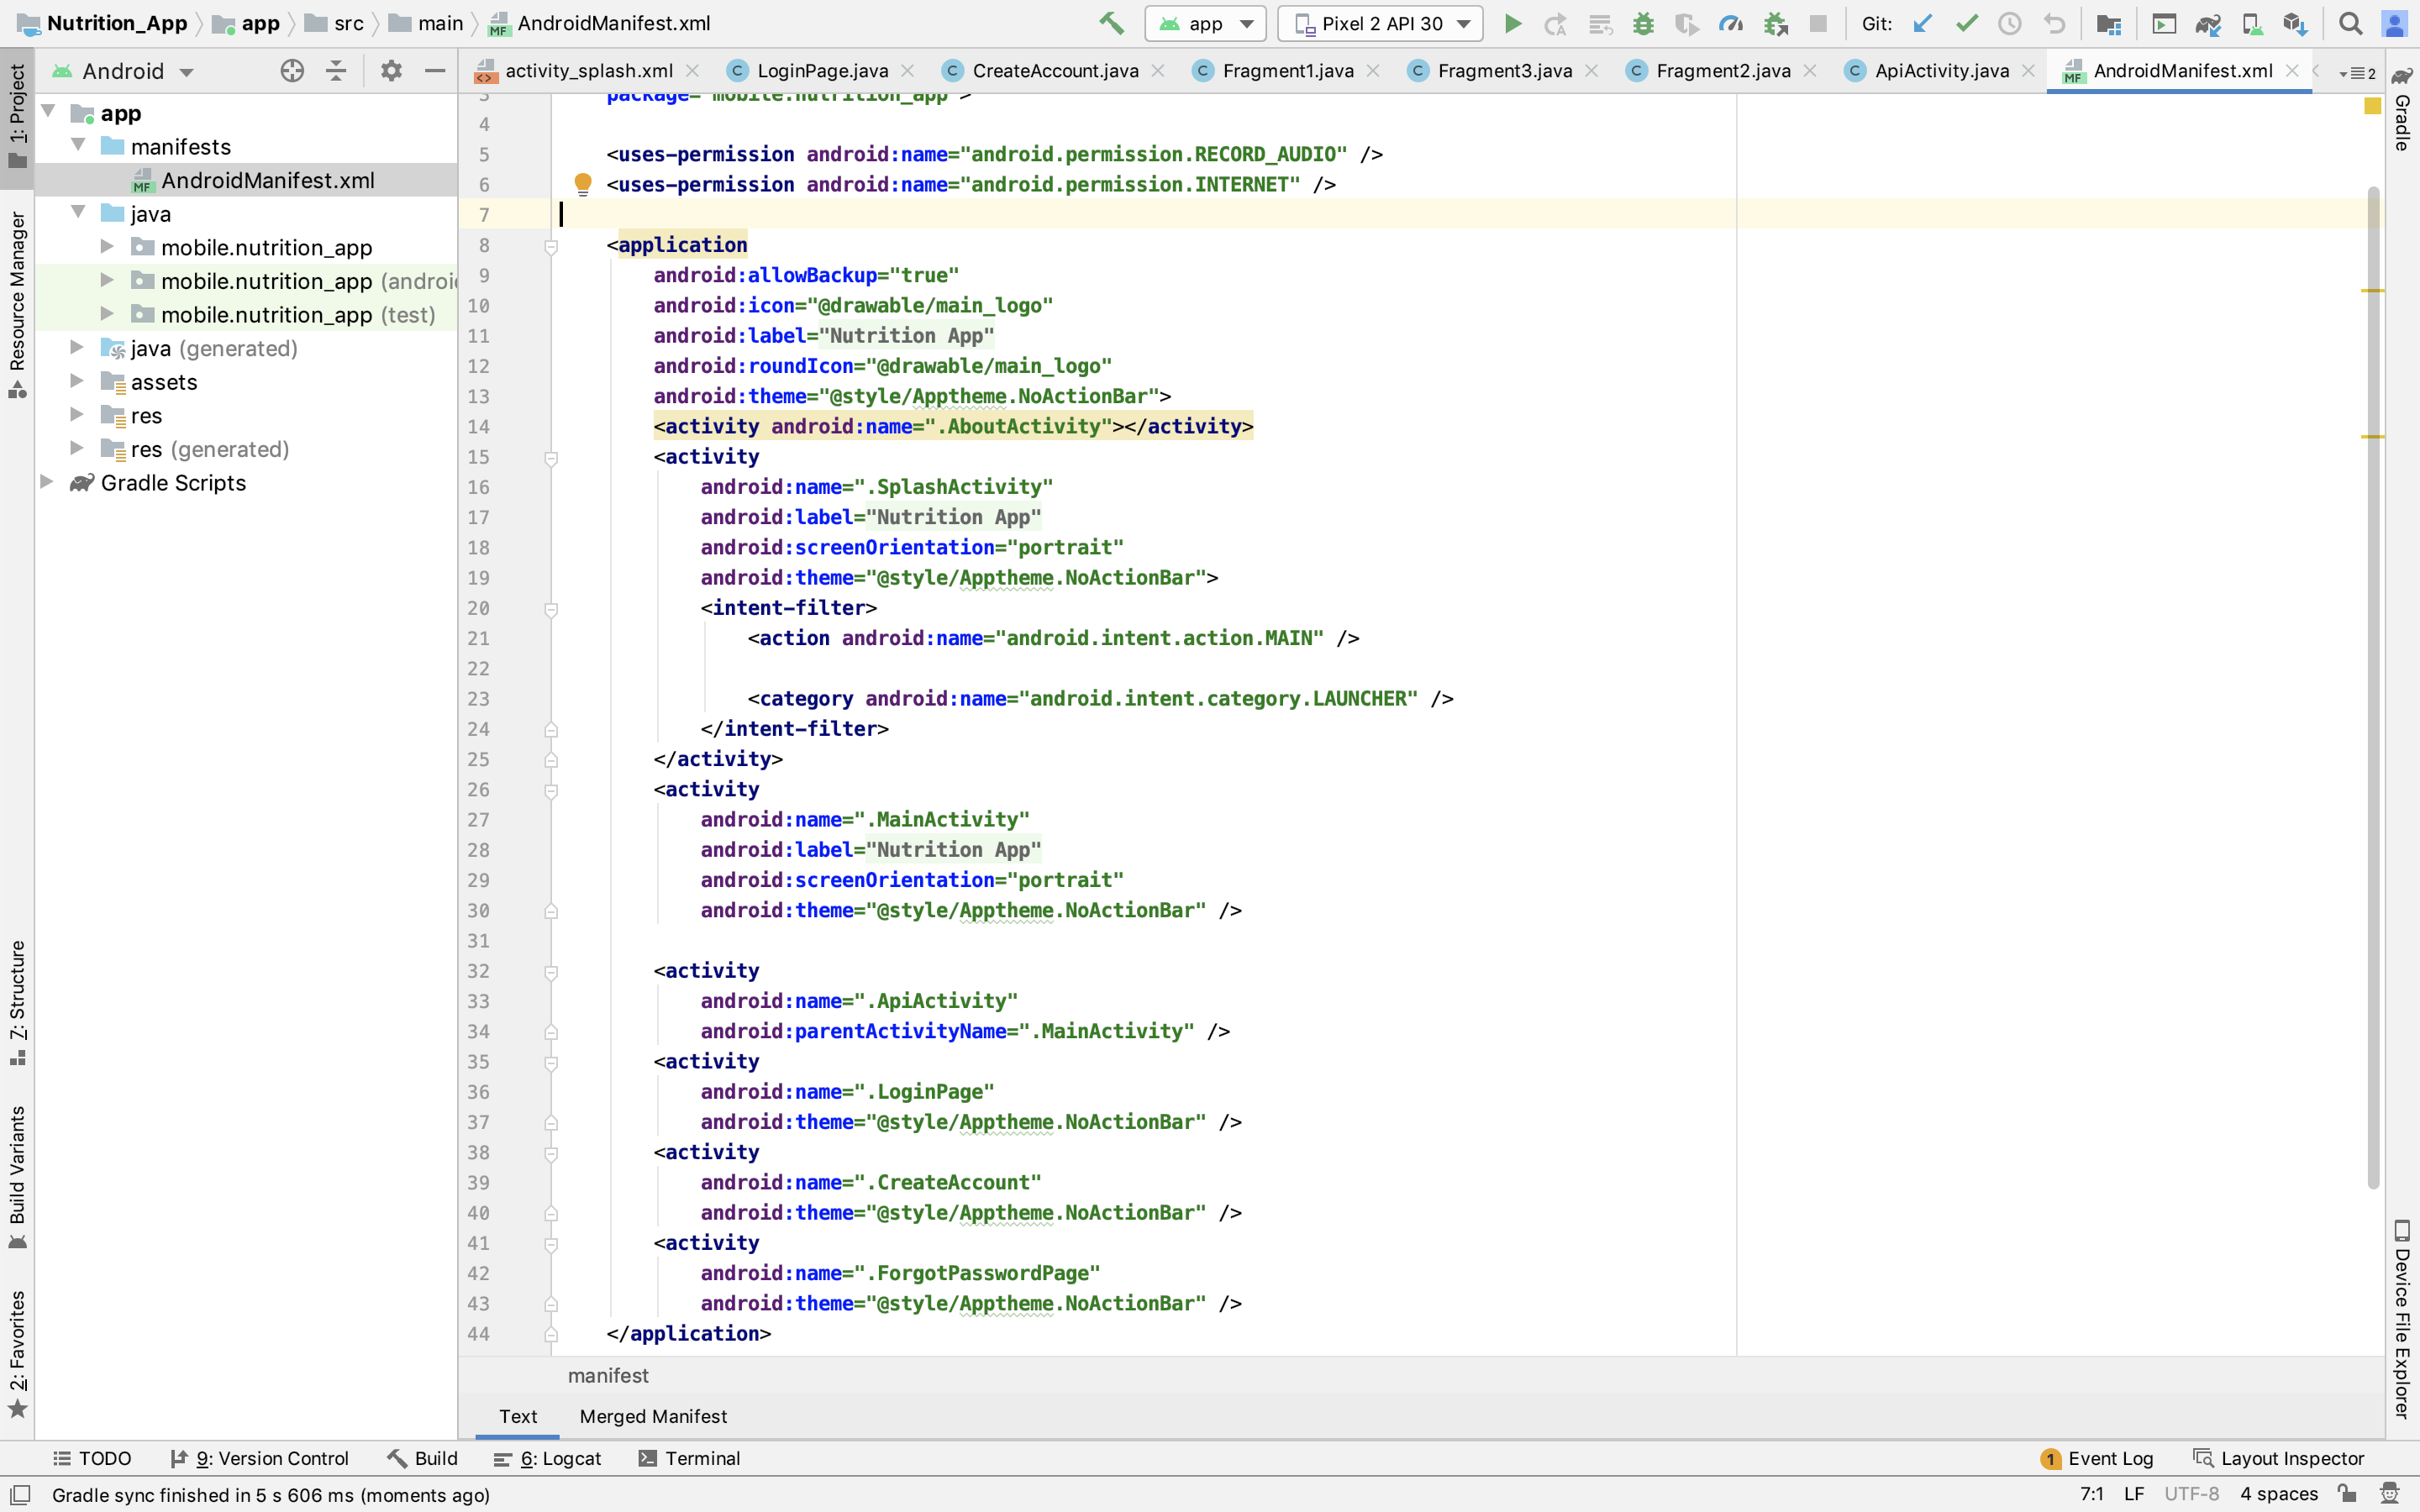 Nutrition_App app src main AndroidManifest.xml app Pixel 2 API 30 Git:
Android activity_splash.xml LoginPage.java CreateAccount.java Fragment1.java Fragment3.java Fragment2.java ApiActivity.java AndroidManifest.xml 2
1: Project
Resource Manager
Z: Structure
Build Variants
2: Favorites
app
manifests
AndroidManifest.xml
java
mobile.nutrition_app
mobile.nutrition_app (androi
mobile.nutrition_app (test)
java (generated)
assets
res
res (generated)
Gradle Scripts
3 package="mobile.nutrition_app">
4
5 <uses-permission android:name="android.permission.RECORD_AUDIO" />
6 <uses-permission android:name="android.permission.INTERNET" />
7
8 <application
9 android:allowBackup="true"
10 android:icon="@drawable/main_logo"
11 android:label="Nutrition App"
12 android:roundIcon="@drawable/main_logo"
13 android:theme="@style/Apptheme.NoActionBar">
14 <activity android:name=".AboutActivity"></activity>
15 <activity
16 android:name=".SplashActivity"
17 android:label="Nutrition App"
18 android:screenOrientation="portrait"
19 android:theme="@style/Apptheme.NoActionBar">
20 <intent-filter>
21 <action android:name="android.intent.action.MAIN" />
22
23 <category android:name="android.intent.category.LAUNCHER" />
24 </intent-filter>
25 </activity>
26 <activity
27 android:name=".MainActivity"
28 android:label="Nutrition App"
29 android:screenOrientation="portrait"
30 android:theme="@style/Apptheme.NoActionBar" />
31
32 <activity
33 android:name=".ApiActivity"
34 android:parentActivityName=".MainActivity" />
35 <activity
36 android:name=".LoginPage"
37 android:theme="@style/Apptheme.NoActionBar" />
38 <activity
39 android:name=".CreateAccount"
40 android:theme="@style/Apptheme.NoActionBar" />
41 <activity
42 android:name=".ForgotPasswordPage"
43 android:theme="@style/Apptheme.NoActionBar" />
44 </application>
manifest
Text Merged Manifest
Gradle
Device File Explorer
TODO 9: Version Control Build 6: Logcat Terminal 1 Event Log Layout Inspector
Gradle sync finished in 5 s 606 ms (moments ago) 7:1 LF UTF-8 4 spaces